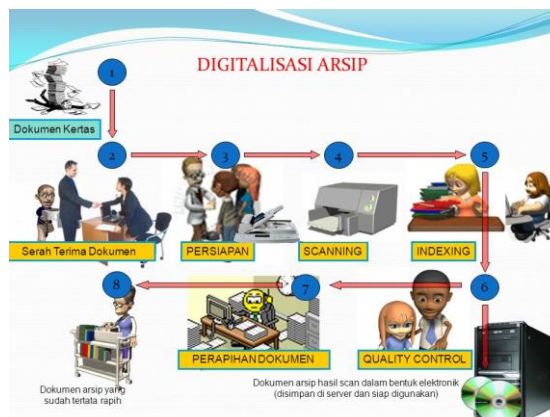 DIGITALISASI ARSIP
1
Dokumen Kertas
2
3
4
5
Serah Terima Dokumen
PERSIAPAN
SCANNING
INDEXING
8
7
6
PERAPIHAN DOKUMEN
QUALITY CONTROL
Dokumen arsip yang
sudah tertata rapih
Dokumen arsip hasil scan dalam bentuk elektronik
(disimpan di server dan siap digunakan)